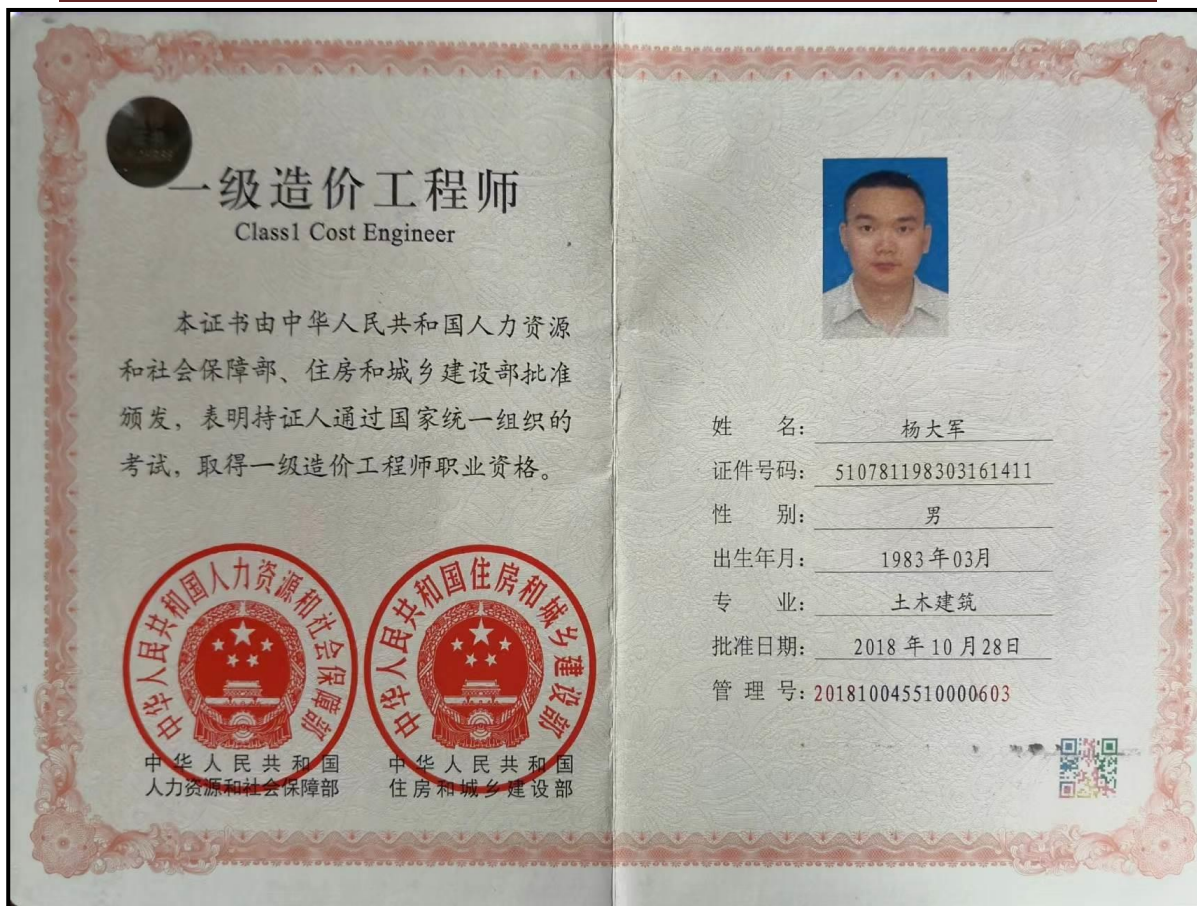 一级造价工程师
Class1 Cost Engineer
本证书由中华人民共和国人力资源
和社会保障部、住房和城乡建设部批准
颁发，表明持证人通过国家统一组织的
考试，取得一级造价工程师职业资格。
中华人民共和国人力资源和社会保障部
中华人民共和国住房和城乡建设部
中华人民共和国
人力资源和社会保障部
中华人民共和国
住房和城乡建设部
姓名：杨大军
证件号码：510781198303161411
性别：男
出生年月：1983年03月
专业：土木建筑
批准日期：2018年10月28日
管理号：201810045510000603